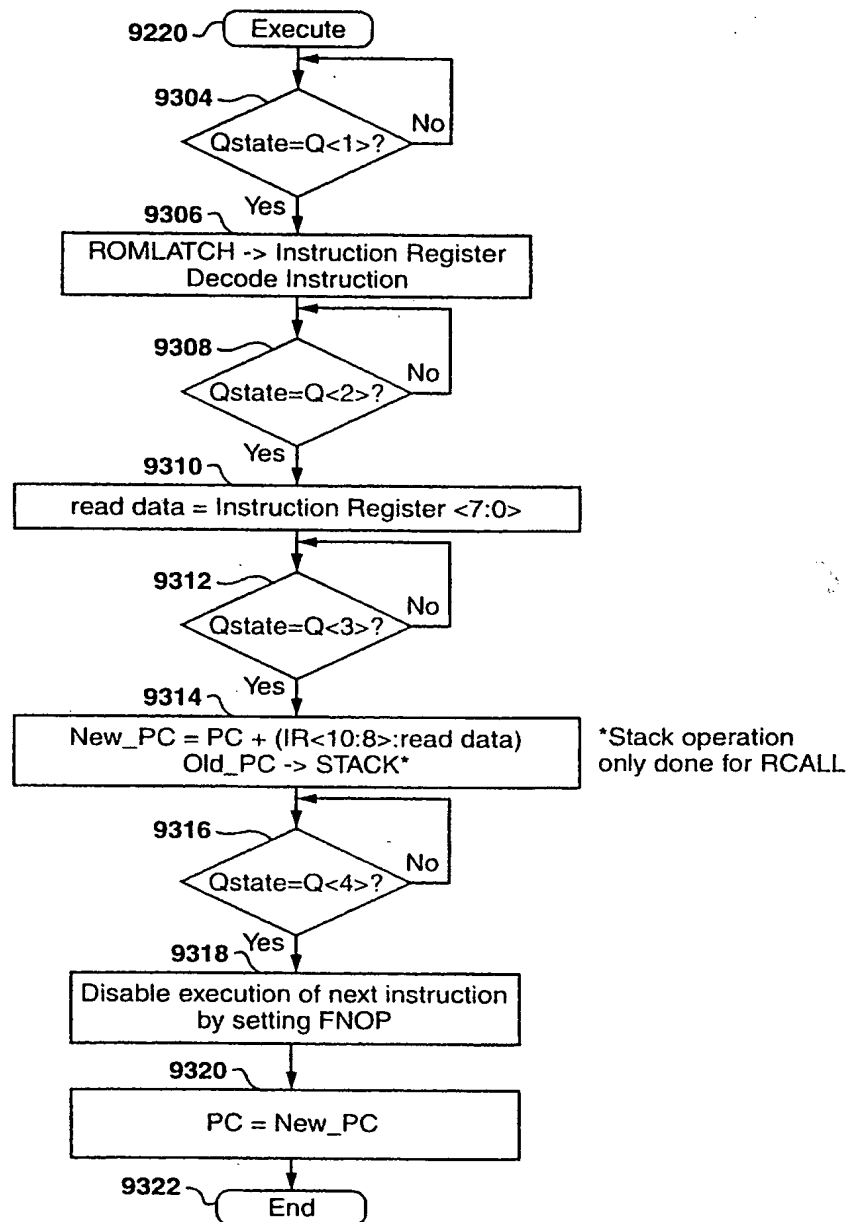 9220 Execute
9304
Qstate=Q<1>?
No
Yes
9306
ROMLATCH -> Instruction Register
Decode Instruction
9308
Qstate=Q<2>?
No
Yes
9310
read data = Instruction Register <7:0>
9312
Qstate=Q<3>?
No
Yes
9314
New_PC = PC + (IR<10:8>:read data)
Old_PC -> STACK*
*Stack operation
only done for RCALL
9316
Qstate=Q<4>?
No
Yes
9318
Disable execution of next instruction
by setting FNOP
9320
PC = New_PC
9322
End